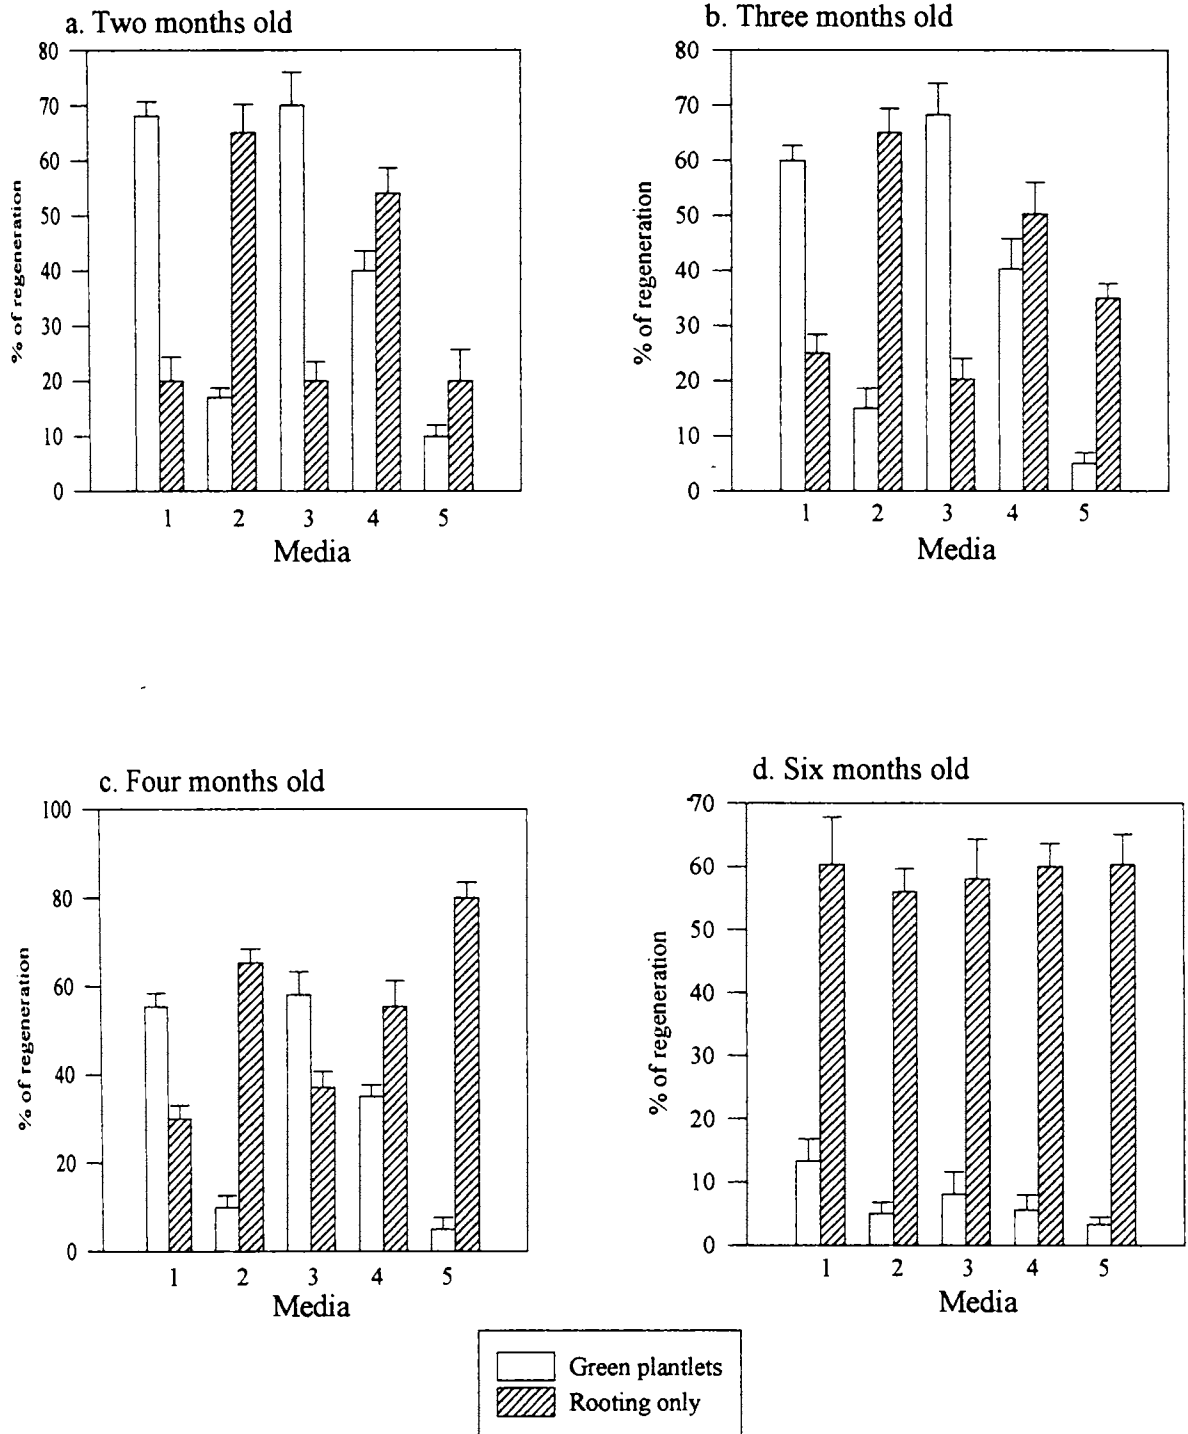 a. Two months old
80
70
60
50
40
30
20
10
0
% of regeneration
1 2 3 4 5
Media
b. Three months old
80
70
60
50
40
30
20
10
0
% of regeneration
1 2 3 4 5
Media
c. Four months old
100
80
60
40
20
0
% of regeneration
1 2 3 4 5
Media
d. Six months old
70
60
50
40
30
20
10
0
% of regeneration
1 2 3 4 5
Media
Green plantlets
Rooting only